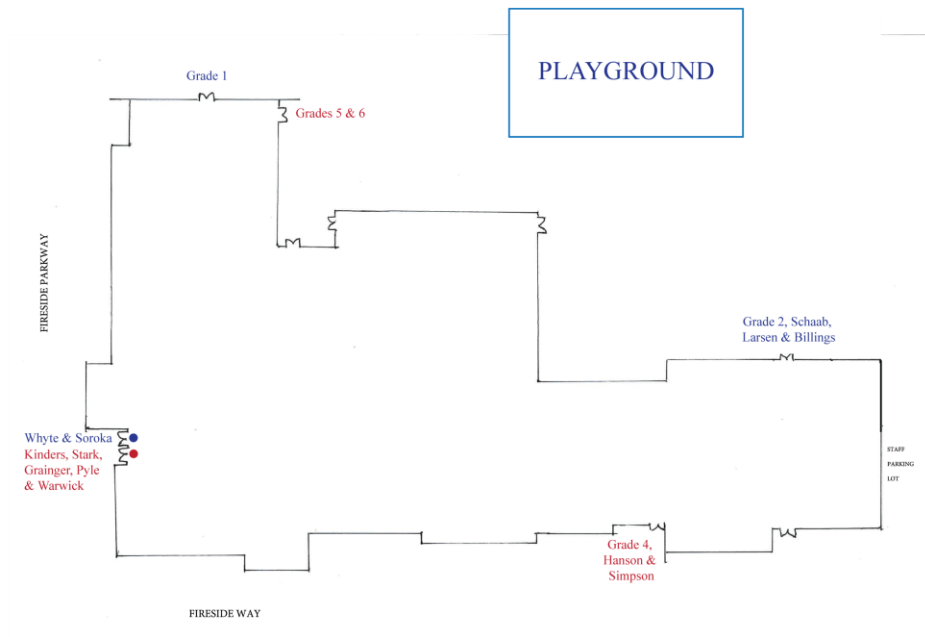 PLAYGROUND
Grade 1
Grades 5 & 6
FIRESIDE PARKWAY
Grade 2, Schaab,
Larsen & Billings
Whyte & Soroka
Kinders, Stark,
Grainger, Pyle
& Warwick
STAFF
PARKING
LOT
Grade 4,
Hanson &
Simpson
FIRESIDE WAY